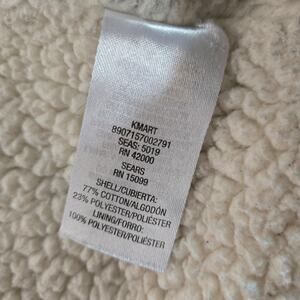 KMART
8907157002791
SEAS: 5019
RN 42000
SEARS
RN 15099
SHELL/CUBIERTA:
77% COTTON/ALGODÓN
23% POLYESTER/POLIÉSTER
LINING/FORRO:
100% POLYESTER/POLIÉSTER